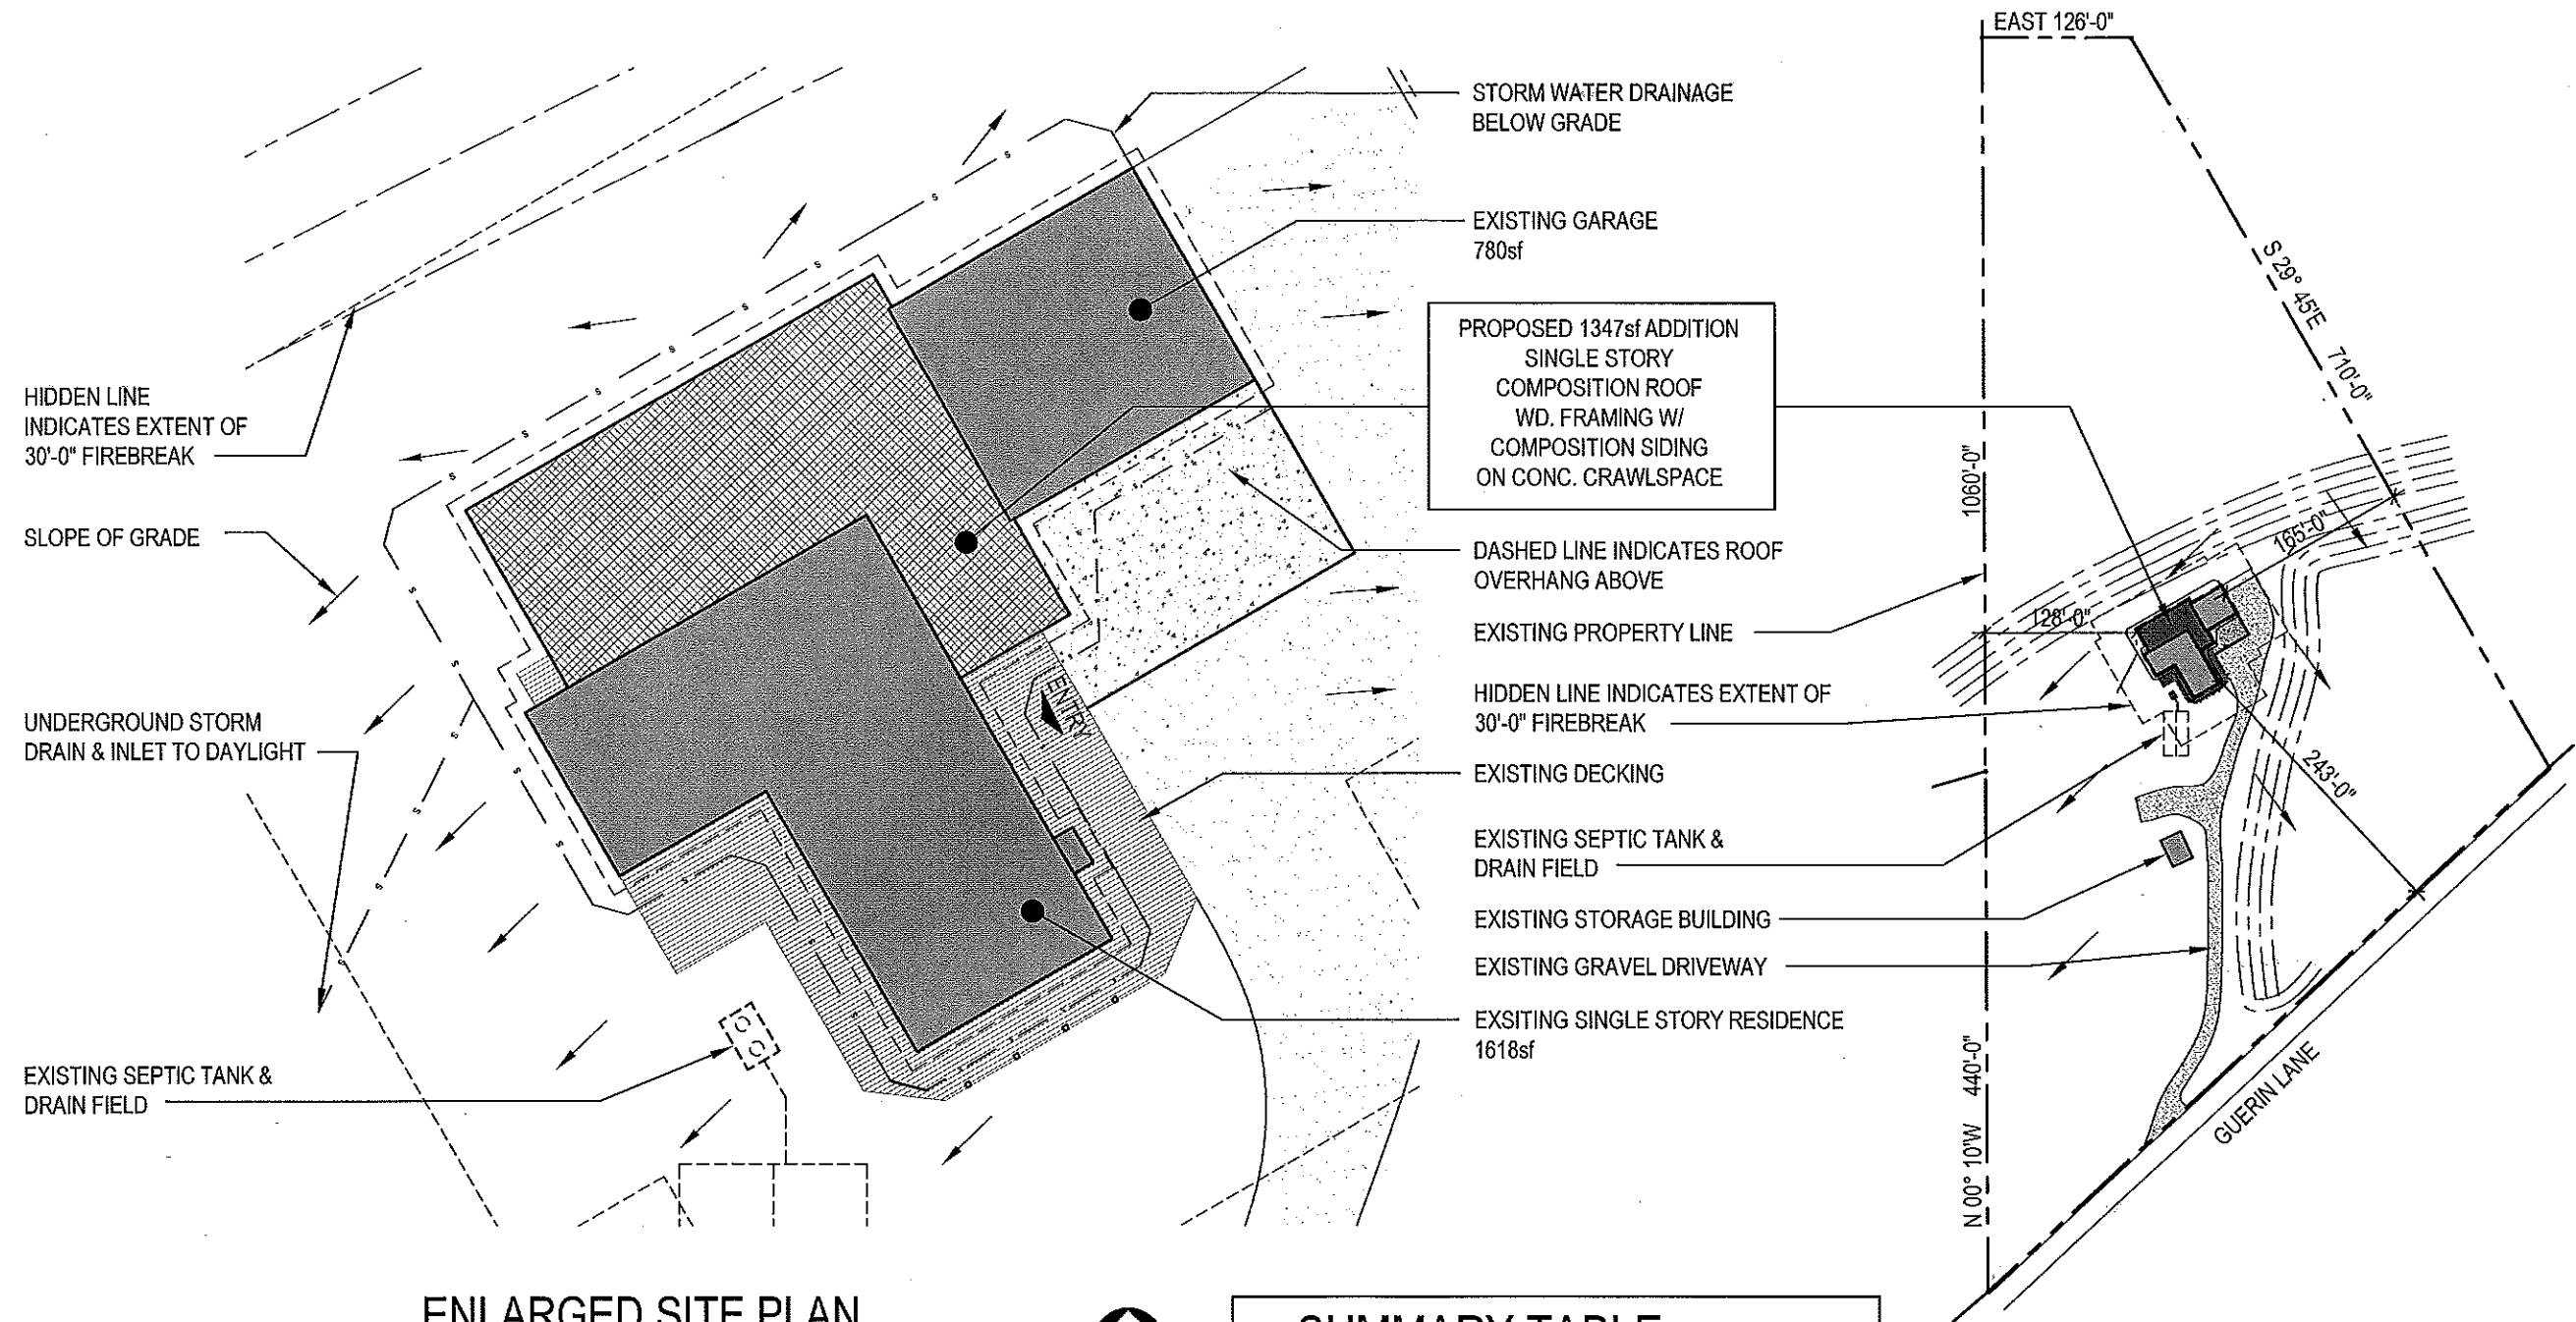 HIDDEN LINE
INDICATES EXTENT OF
30'-0" FIREBREAK
SLOPE OF GRADE
UNDERGROUND STORM
DRAIN & INLET TO DAYLIGHT
EXISTING SEPTIC TANK &
DRAIN FIELD
ENTRY
STORM WATER DRAINAGE
BELOW GRADE
EXISTING GARAGE
780sf
PROPOSED 1347sf ADDITION
SINGLE STORY
COMPOSITION ROOF
WD. FRAMING W/
COMPOSITION SIDING
ON CONC. CRAWLSPACE
DASHED LINE INDICATES ROOF
OVERHANG ABOVE
EXISTING PROPERTY LINE
HIDDEN LINE INDICATES EXTENT OF
30'-0" FIREBREAK
EXISTING DECKING
EXISTING SEPTIC TANK &
DRAIN FIELD
EXISTING STORAGE BUILDING
EXISTING GRAVEL DRIVEWAY
EXSITING SINGLE STORY RESIDENCE
1618sf
EAST 126'-0"
S 29° 45'E 710'-0"
1060'-0"
165'-0"
128'-0"
243'-0"
N 00° 10"W 440'-0"
GUERIN LANE
ENLARGED SITE PLAN
SUMMARY TABLE